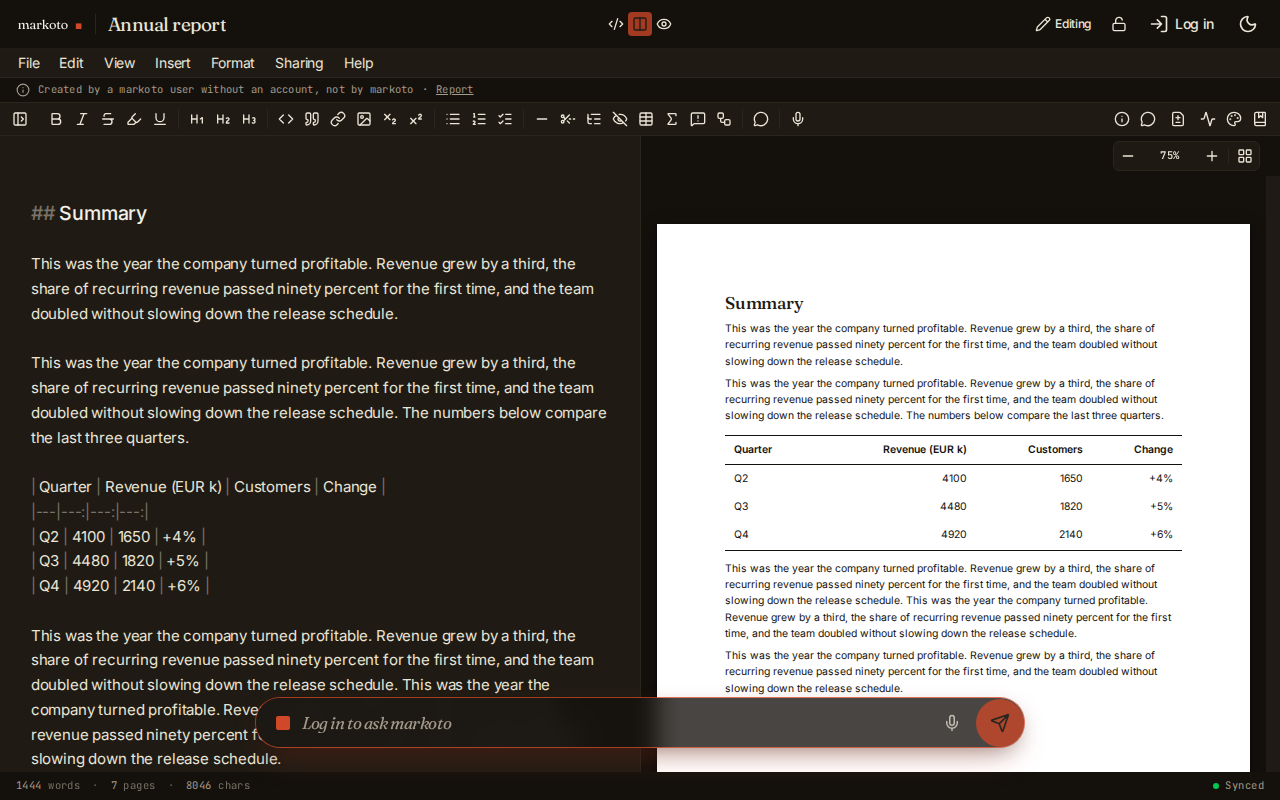 markoto
Annual report
Editing
Log in
File Edit View Insert Format Sharing Help
Created by a markoto user without an account, not by markoto · Report
B I S U H1 H2 H3 X2 x2
75%
## Summary
This was the year the company turned profitable. Revenue grew by a third, the
share of recurring revenue passed ninety percent for the first time, and the team
doubled without slowing down the release schedule.
This was the year the company turned profitable. Revenue grew by a third, the
share of recurring revenue passed ninety percent for the first time, and the team
doubled without slowing down the release schedule. The numbers below compare
the last three quarters.
| Quarter | Revenue (EUR k) | Customers | Change |
|---|---:|---:|---:|
| Q2 | 4100 | 1650 | +4% |
| Q3 | 4480 | 1820 | +5% |
| Q4 | 4920 | 2140 | +6% |
This was the year the company turned profitable. Revenue grew by a third, the
share of recurring revenue passed ninety percent for the first time, and the team
doubled without slowing down the release schedule. This was the year the
company turned profitable. Reve
revenue passed ninety percent f
slowing down the release schedule.
Summary
This was the year the company turned profitable. Revenue grew by a third, the share of
recurring revenue passed ninety percent for the first time, and the team doubled without
slowing down the release schedule.
This was the year the company turned profitable. Revenue grew by a third, the share of
recurring revenue passed ninety percent for the first time, and the team doubled without
slowing down the release schedule. The numbers below compare the last three quarters.
Quarter Revenue (EUR k) Customers Change
Q2 4100 1650 +4%
Q3 4480 1820 +5%
Q4 4920 2140 +6%
This was the year the company turned profitable. Revenue grew by a third, the share of
recurring revenue passed ninety percent for the first time, and the team doubled without
slowing down the release schedule. This was the year the company turned profitable.
Revenue grew by a third, the share of recurring revenue passed ninety percent for the first
time, and the team doubled without slowing down the release schedule.
This was the year the company turned profitable. Revenue grew by a third, the share of
recurring revenue passed ninety percent for the first time, and the team doubled without
slowing down the release schedule.
Log in to ask markoto
1444 words · 7 pages · 8046 chars
Synced